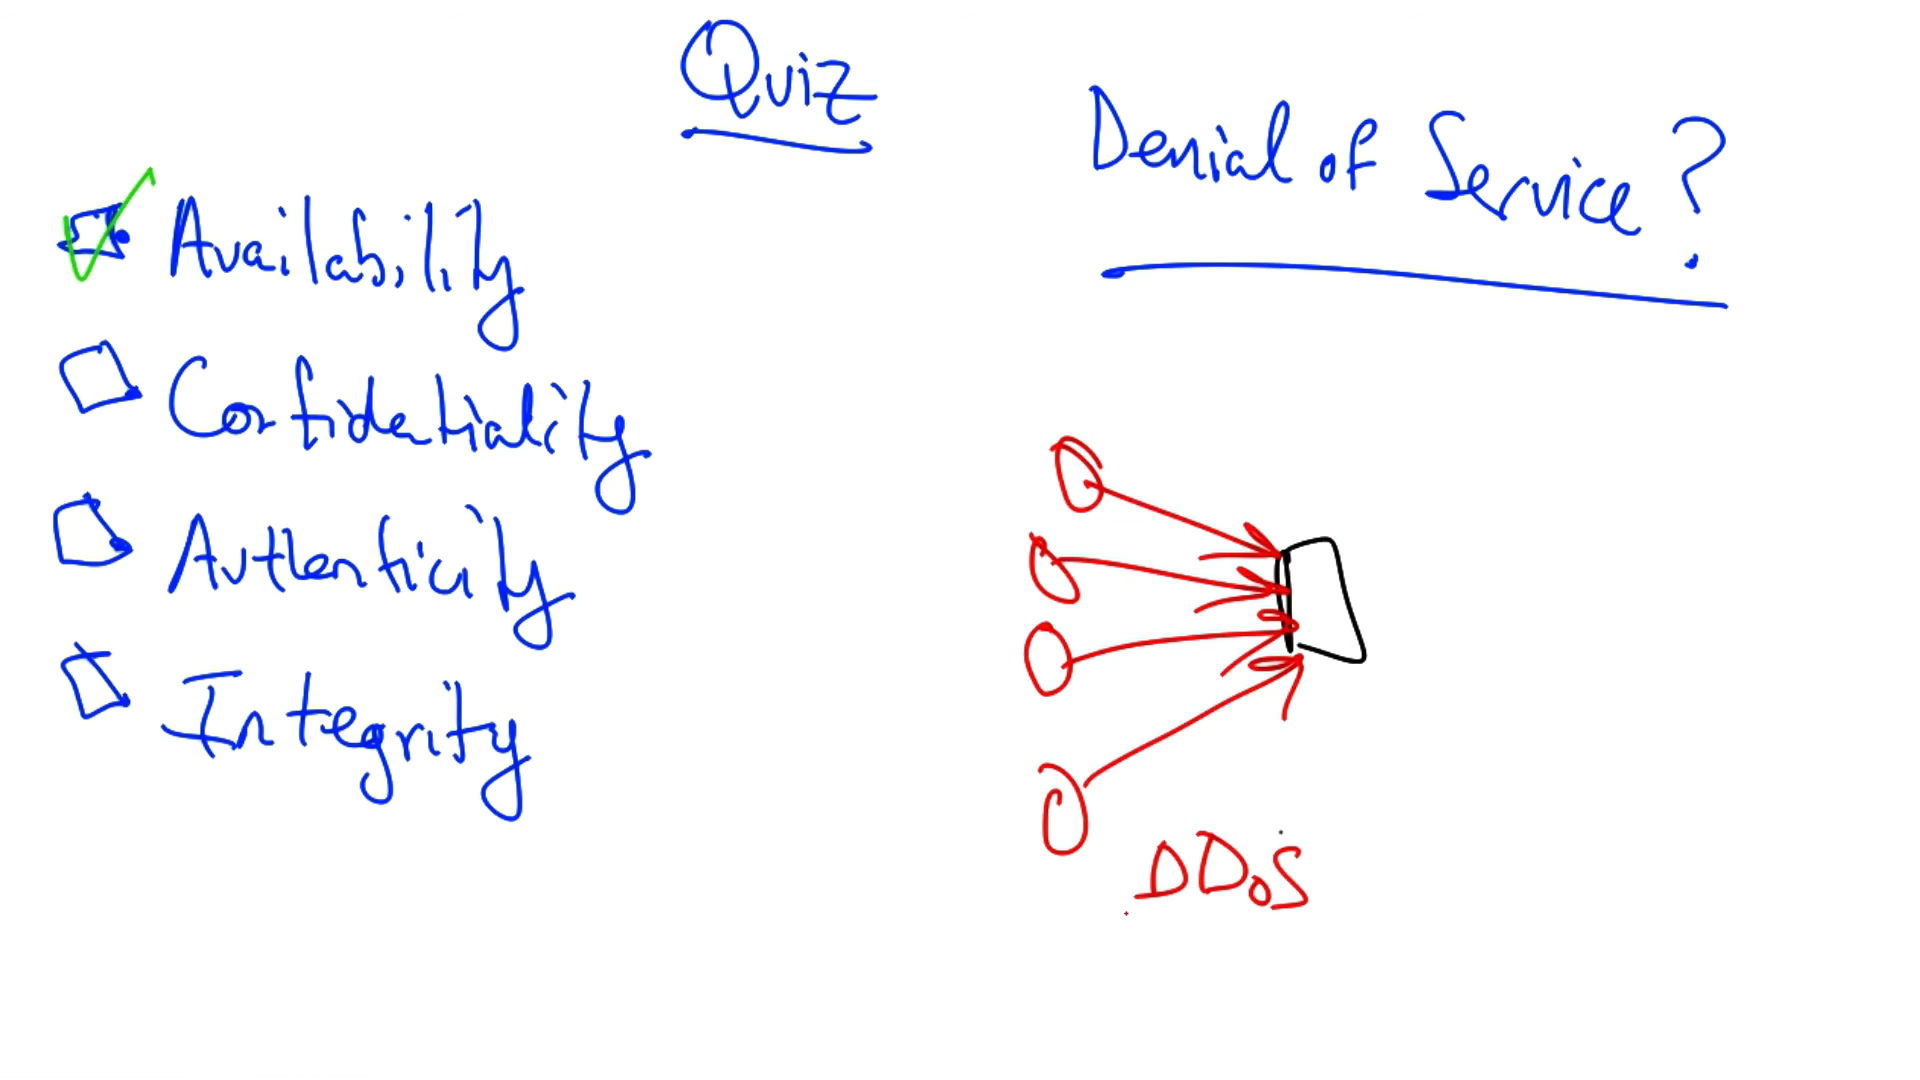 Quiz
Denial of Service?
Availability
Confidentiality
Authenticity
Integrity
DDoS